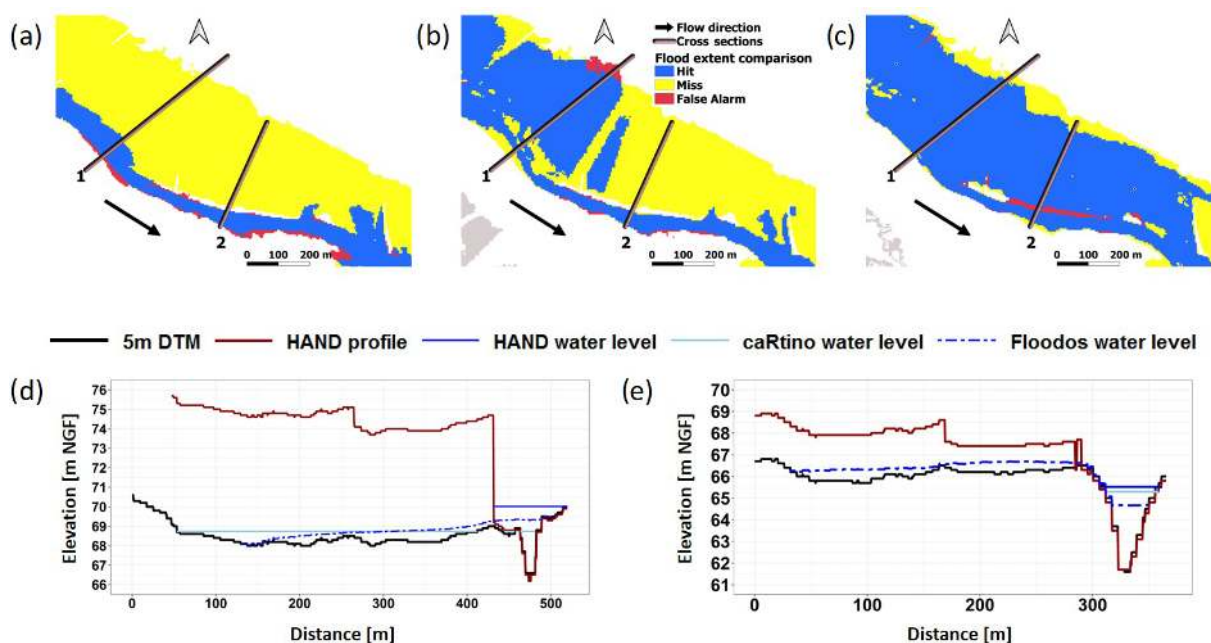 (a)
(b)
(c)
Flow direction
Cross sections
Flood extent comparison
Hit
Miss
False Alarm
1
2
0 100 200 m
1
2
0 100 200 m
1
2
0 100 200 m
5m DTM HAND profile HAND water level caRtino water level Floodos water level
(d)
Elevation [m NGF]
76
75
74
73
72
71
70
69
68
67
66
0 100 200 300 400 500
Distance [m]
(e)
Elevation [m NGF]
70
69
68
67
66
65
64
63
62
61
0 100 200 300
Distance [m]